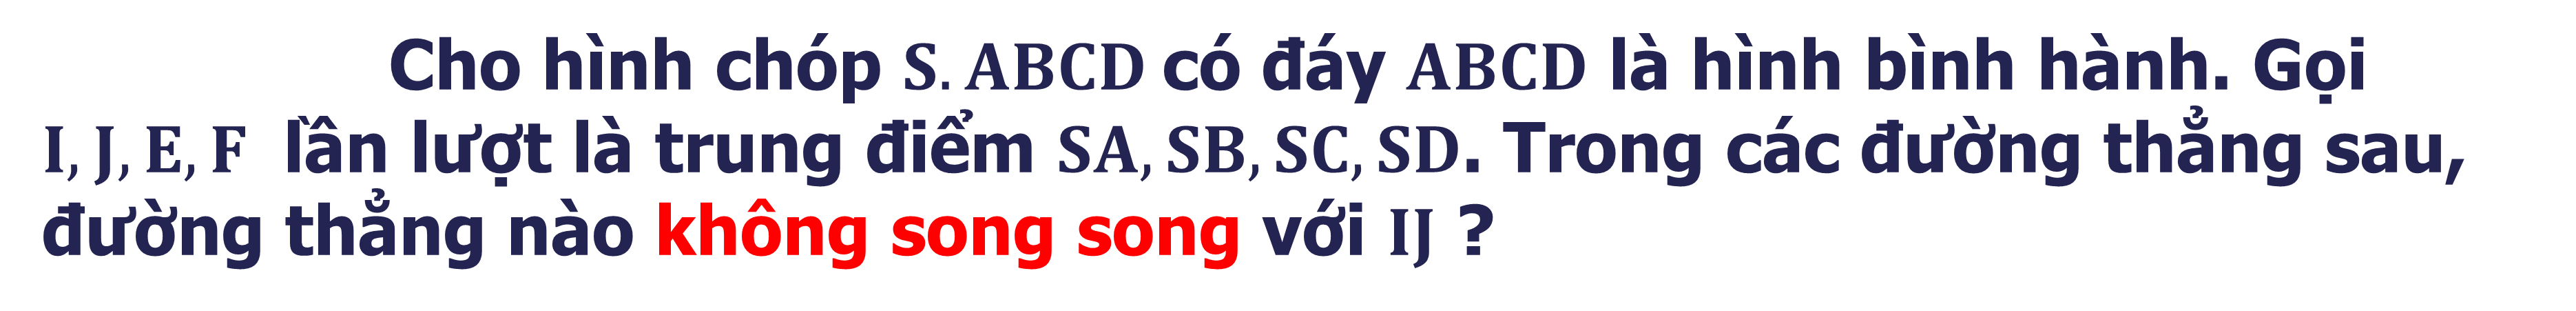 Cho hình chóp S. ABCD có đáy ABCD là hình bình hành. Gọi
I, J, E, F lần lượt là trung điểm SA, SB, SC, SD. Trong các đường thẳng sau,
đường thẳng nào không song song với IJ ?